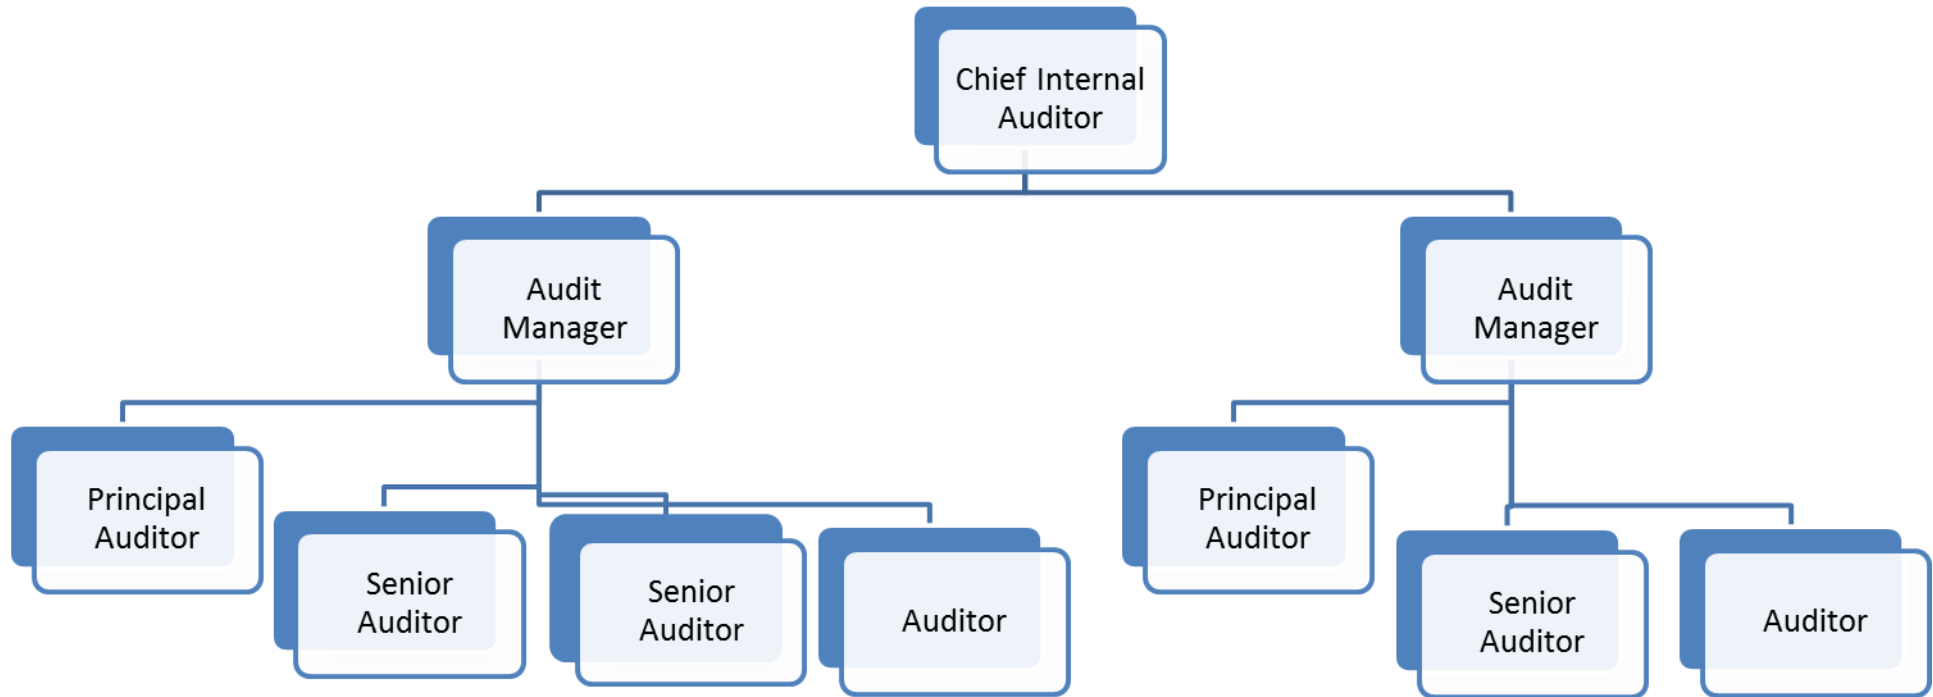 Chief Internal
Auditor
Audit
Manager
Audit
Manager
Principal
Auditor
Senior
Auditor
Senior
Auditor
Auditor
Principal
Auditor
Senior
Auditor
Auditor